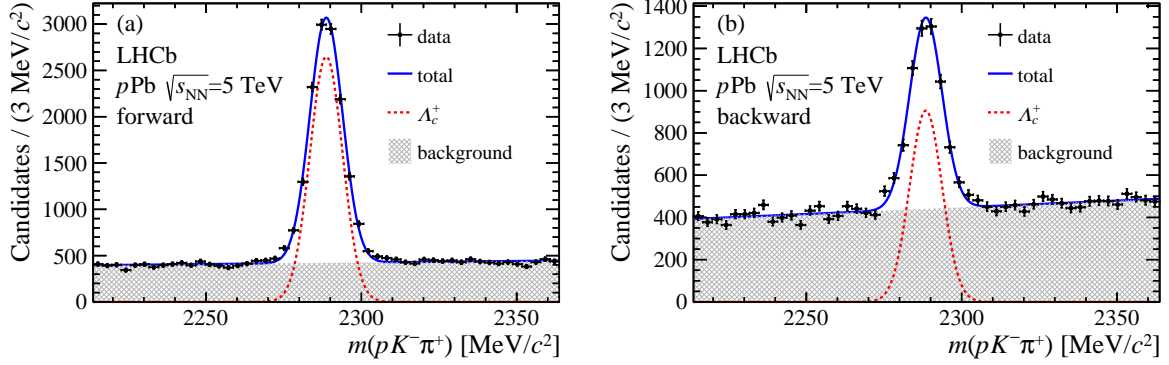 (a)
LHCb
pPb √sNN=5 TeV
forward
data
total
Λc+
background
Candidates / (3 MeV/c²)
3000
2500
2000
1500
1000
500
0
2250 2300 2350
m(pK⁻π⁺) [MeV/c²]
(b)
LHCb
pPb √sNN=5 TeV
backward
data
total
Λc+
background
Candidates / (3 MeV/c²)
1400
1200
1000
800
600
400
200
0
2250 2300 2350
m(pK⁻π⁺) [MeV/c²]